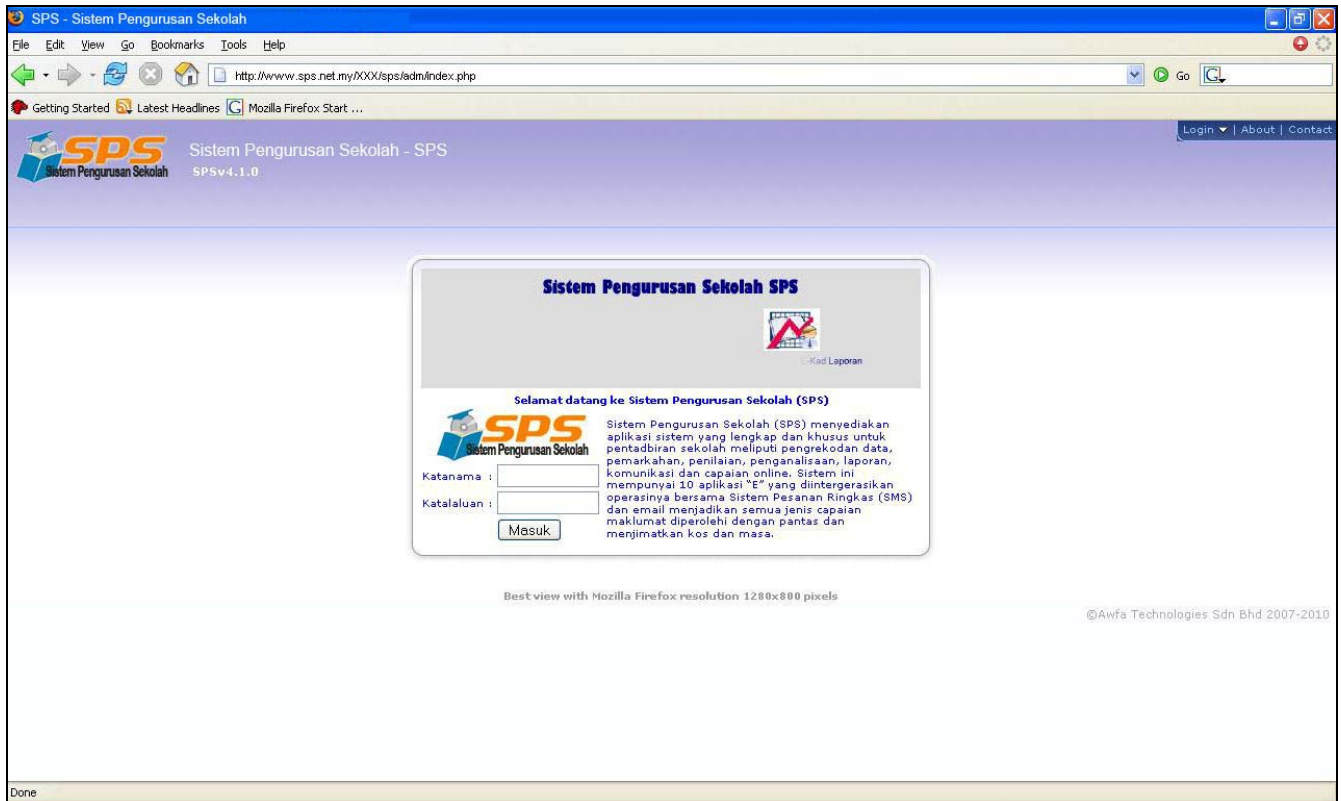 SPS - Sistem Pengurusan Sekolah
File Edit View Go Bookmarks Tools Help
http://www.sps.net.my/XXX/sps/adm/index.php
Go
G
Getting Started Latest Headlines G Mozilla Firefox Start ...
Login | About | Contact
SPS
Sistem Pengurusan Sekolah
Sistem Pengurusan Sekolah - SPS
SPSv4.1.0
Sistem Pengurusan Sekolah SPS
E-Kad Laporan
Selamat datang ke Sistem Pengurusan Sekolah (SPS)
SPS
Sistem Pengurusan Sekolah
Katanama :
Katalaluan :
Masuk
Sistem Pengurusan Sekolah (SPS) menyediakan
aplikasi sistem yang lengkap dan khusus untuk
pentadbiran sekolah meliputi pengrekodan data,
pemarkahan, penilaian, penganalisaan, laporan,
komunikasi dan capaian online. Sistem ini
mempunyai 10 aplikasi "E" yang diintergerasikan
operasinya bersama Sistem Pesanan Ringkas (SMS)
dan email menjadikan semua jenis capaian
maklumat diperolehi dengan pantas dan
menjimatkan kos dan masa.
Best view with Mozilla Firefox resolution 1280x800 pixels
©Awfa Technologies Sdn Bhd 2007-2010
Done